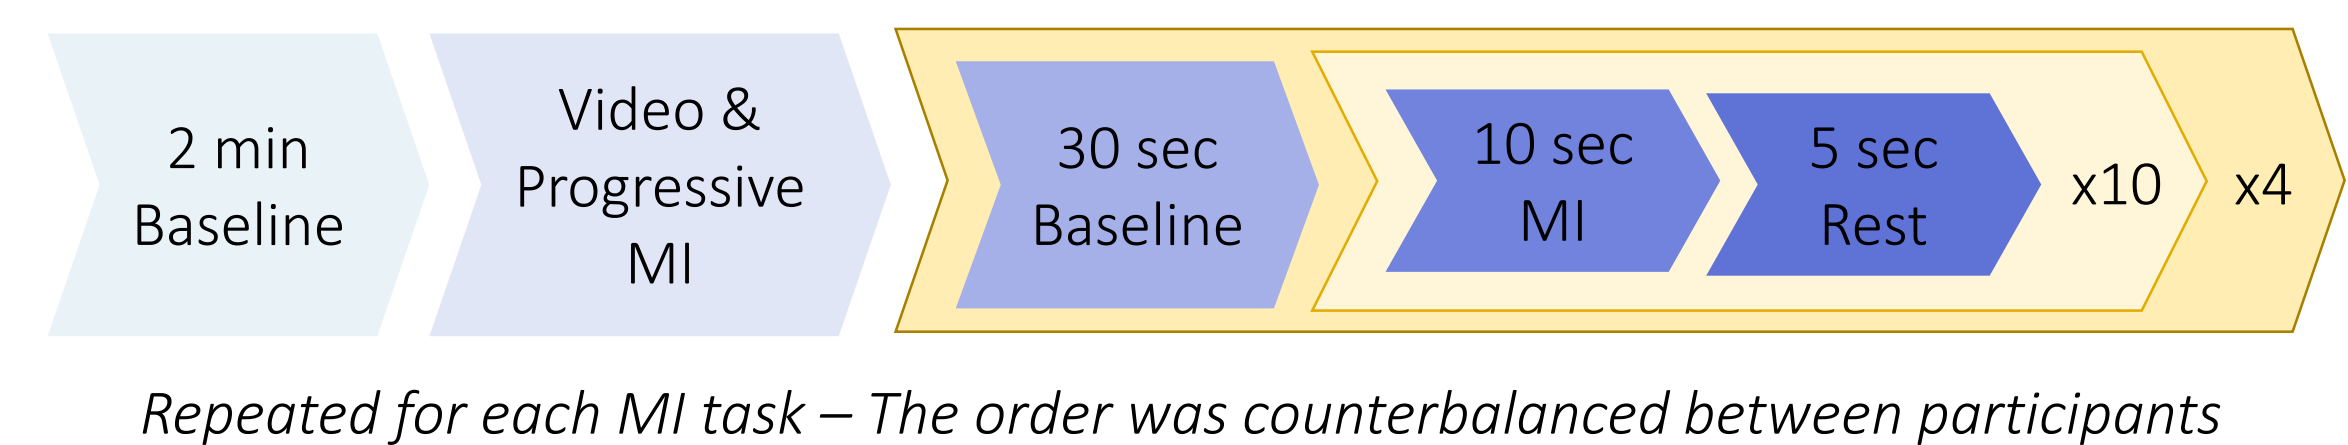 2 min
Baseline
Video &
Progressive
MI
30 sec
Baseline
10 sec
MI
5 sec
Rest
x10
x4
Repeated for each MI task – The order was counterbalanced between participants